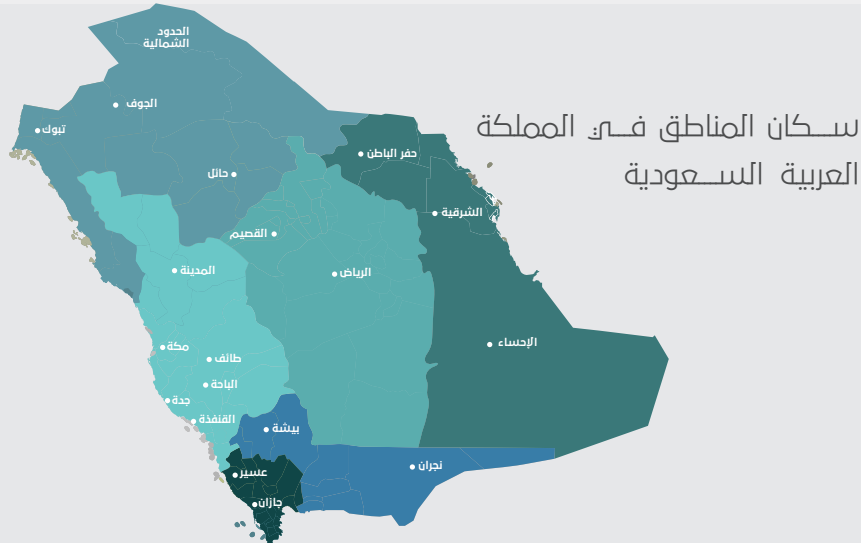 سكان المناطق في المملكة
العربية السعودية
الحدود
الشمالية
الجوف
تبوك
حفر الباطن
حائل
الشرقية
القصيم
المدينة
الرياض
الإحساء
مكة
طائف
الباحة
جدة
القنفذة
بيشة
نجران
عسير
جازان